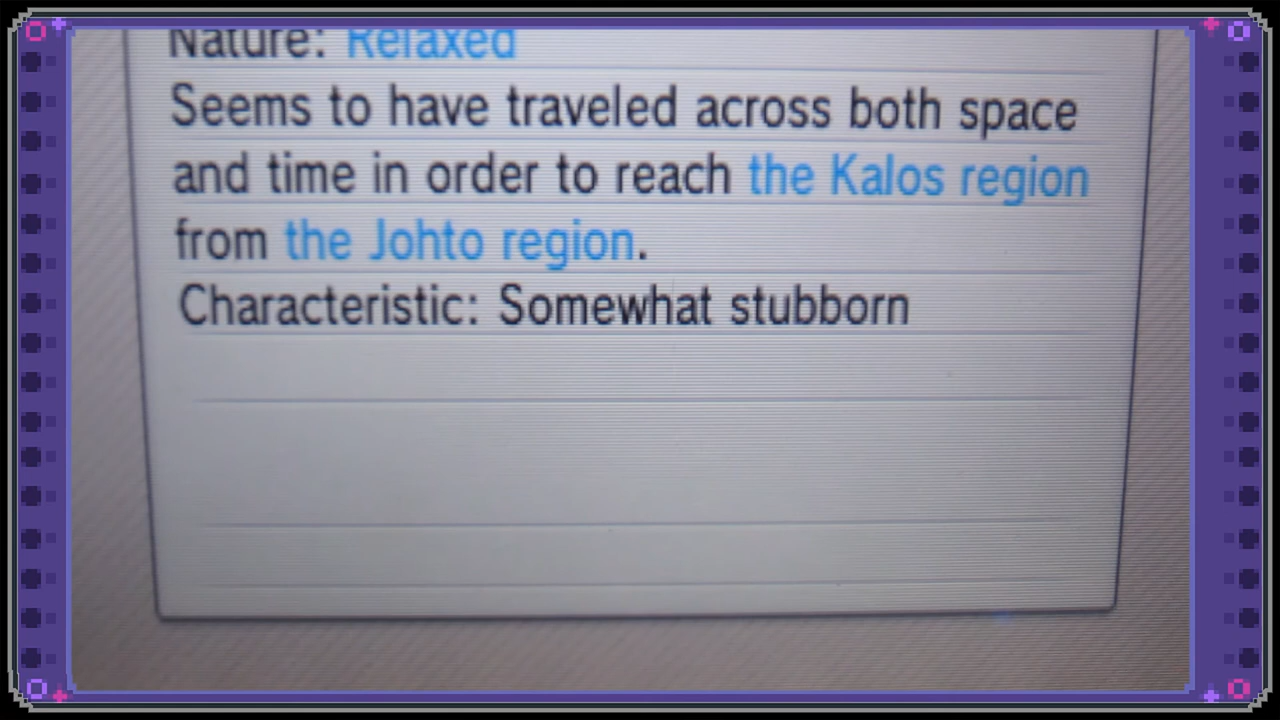 Nature: Relaxed
Seems to have traveled across both space
and time in order to reach the Kalos region
from the Johto region.
Characteristic: Somewhat stubborn